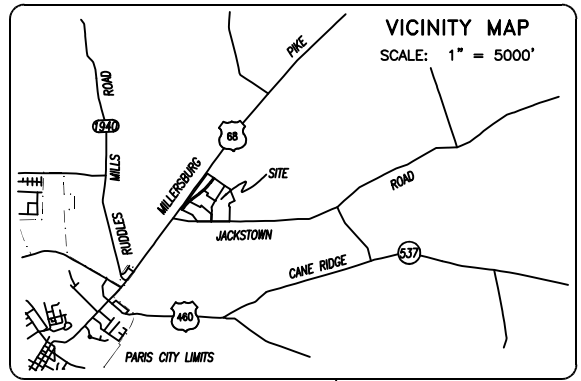 VICINITY MAP
SCALE: 1" = 5000'
PIKE
ROAD
1940
68
MILLS
MILLERSBURG
SITE
ROAD
RUDDLES
JACKSTOWN
537
CANE RIDGE
460
PARIS CITY LIMITS